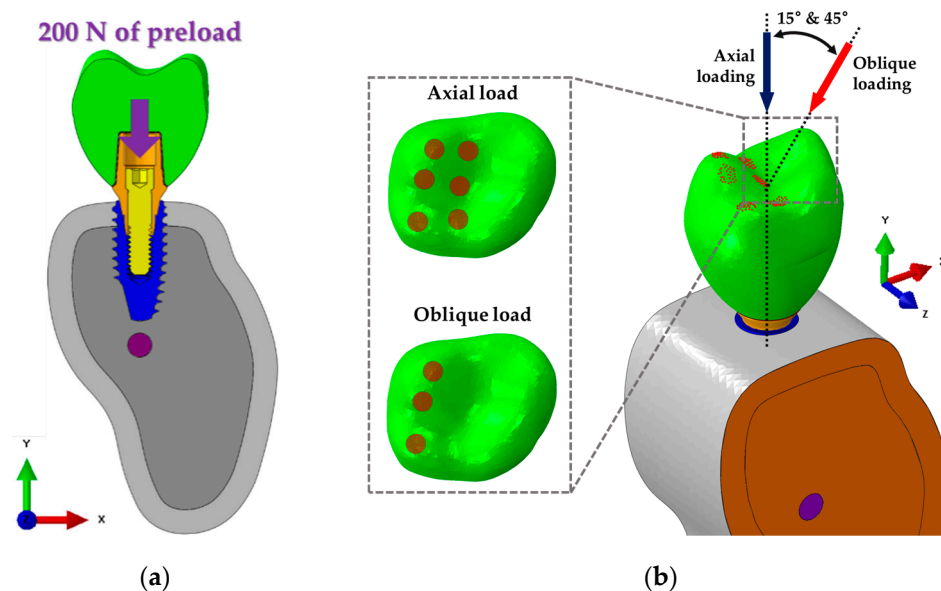 200 N of preload
Y
Z
X
(a)
Axial load
Oblique load
15° & 45°
Axial
loading
Oblique
loading
Y
Z
(b)